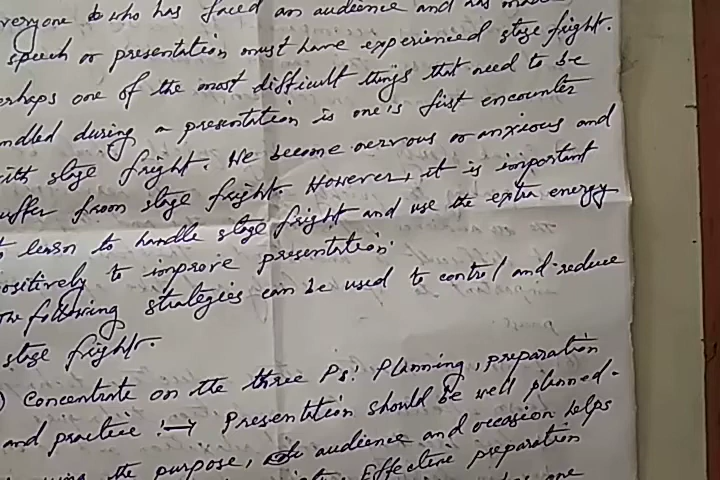 veryone who has faced an audience and has made
speech or presentation must have experienced stage fright.
erhaps one of the most difficult things that need to be
ndled during a presentation is one's first encounter
ith stage fright. We become nervous or anxious and
uffer from stage fright. However, it is important
to learn to handle stage fright and use the extra energy
ositively to improve presentation.
The following strategies can be used to control and reduce
stage fright.
) Concentrate on the three Ps: Planning, preparation
and practice :→ Presentation should be well planned.
the purpose, audience and occasion helps
Effective preparation
one